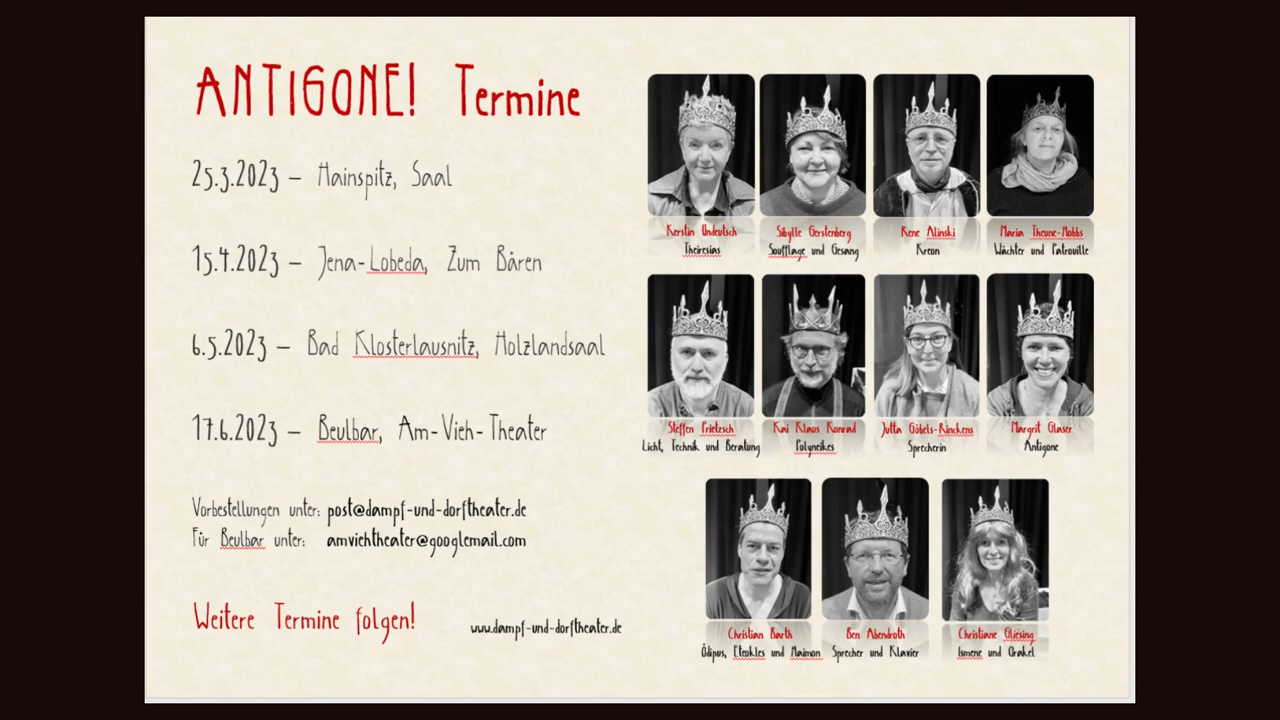 ANTIGONE! Termine
25.3.2023 – Hainspitz, Saal
15.4.2023 – Jena-Lobeda, Zum Bären
6.5.2023 – Bad Klosterlausnitz, Holzlandsaal
17.6.2023 – Beulbar, Am-Vieh-Theater
Vorbestellungen unter: post@dampf-und-dorftheater.de
Für Beulbar unter: amviehtheater@googlemail.com
Weitere Termine folgen!
www.dampf-und-dorftheater.de
Kerstin Undeutsch
Theiresias
Sibylle Gerstenberg
Soufflage und Gesang
Rene Alinski
Kreon
Maria Theune-Hobbs
Wächter und Patrouille
Steffen Prietzsch
Licht, Technik und Beratung
Kai Klaus Konrad
Polyneikes
Jutta Göbels-Rinckens
Sprecherin
Margrit Glaser
Antigone
Christian Barth
Ödipus, Eteokles und Haimon
Ben Abendroth
Sprecher und Klavier
Christiane Gliesing
Ismene und Orakel